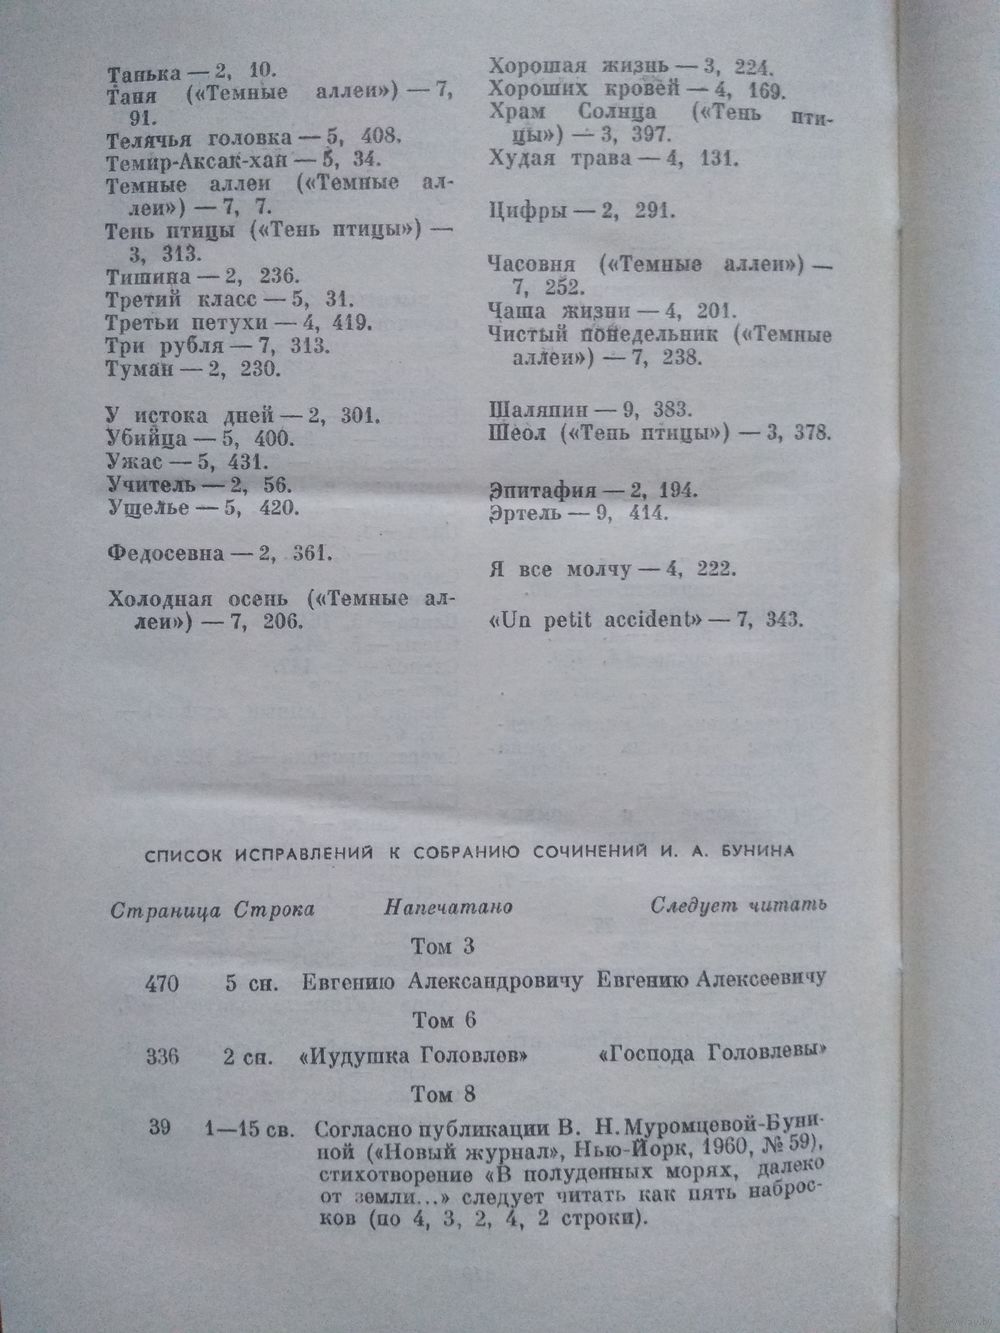 Танька — 2, 10.
Таня («Темные аллеи») — 7,
91.
Телячья головка — 5, 408.
Темир-Аксак-хан — 5, 34.
Темные аллеи («Темные ал-
леи») — 7, 7.
Тень птицы («Тень птицы») —
3, 313.
Тишина — 2, 236.
Третий класс — 5, 31.
Третьи петухи — 4, 419.
Три рубля — 7, 313.
Туман — 2, 230.
У истока дней — 2, 301.
Убийца — 5, 400.
Ужас — 5, 431.
Учитель — 2, 56.
Ущелье — 5, 420.
Федосевна — 2, 361.
Холодная осень («Темные ал-
леи») — 7, 206.
Хорошая жизнь — 3, 224.
Хороших кровей — 4, 169.
Храм Солнца («Тень пти-
цы») — 3, 397.
Худая трава — 4, 131.
Цифры — 2, 291.
Часовня («Темные аллеи») —
7, 252.
Чаша жизни — 4, 201.
Чистый понедельник («Темные
аллеи») — 7, 238.
Шаляпин — 9, 383.
Шеол («Тень птицы») — 3, 378.
Эпитафия — 2, 194.
Эртель — 9, 414.
Я все молчу — 4, 222.
«Un petit accident» — 7, 343.
СПИСОК ИСПРАВЛЕНИЙ К СОБРАНИЮ СОЧИНЕНИЙ И. А. БУНИНА
Страница Строка Напечатано Следует читать
Том 3
470 5 сн. Евгению Александровичу Евгению Алексеевичу
Том 6
336 2 сн. «Иудушка Головлов» «Господа Головлевы»
Том 8
39 1—15 св. Согласно публикации В. Н. Муромцевой-Буни-
ной («Новый журнал», Нью-Йорк, 1960, № 59),
стихотворение «В полуденных морях, далеко
от земли...» следует читать как пять наброс-
ков (по 4, 3, 2, 4, 2 строки).